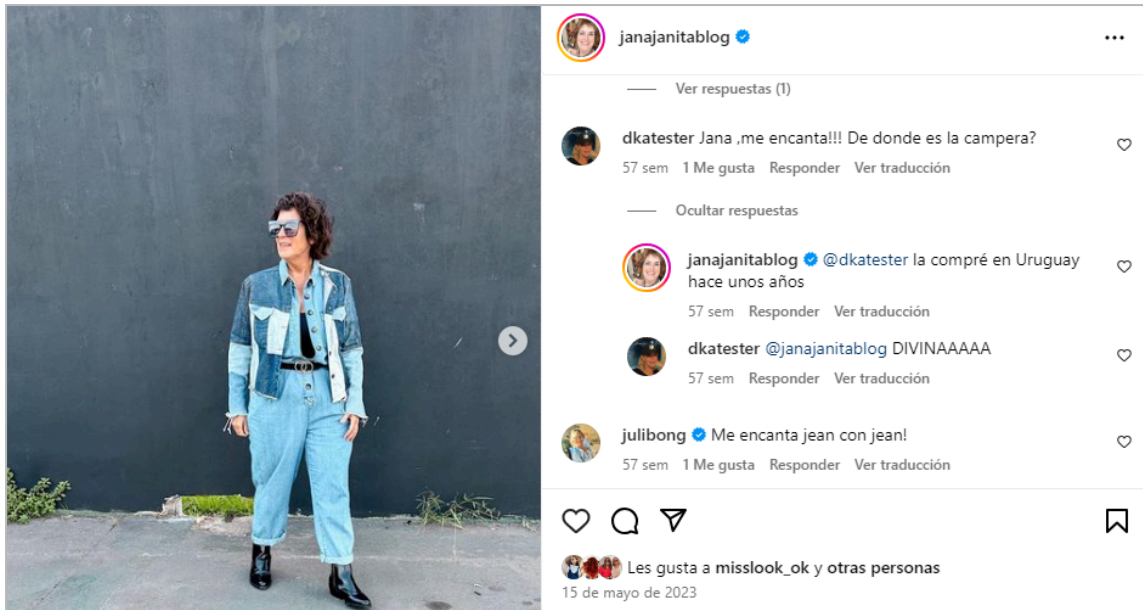 janajanitablog
Ver respuestas (1)
dkatester Jana ,me encanta!!! De donde es la campera?
57 sem 1 Me gusta Responder Ver traducción
Ocultar respuestas
janajanitablog @dkatester la compré en Uruguay
hace unos años
57 sem Responder Ver traducción
dkatester @janajanitablog DIVINAAAAA
57 sem Responder Ver traducción
julibong Me encanta jean con jean!
57 sem 1 Me gusta Responder Ver traducción
Les gusta a misslook_ok y otras personas
15 de mayo de 2023